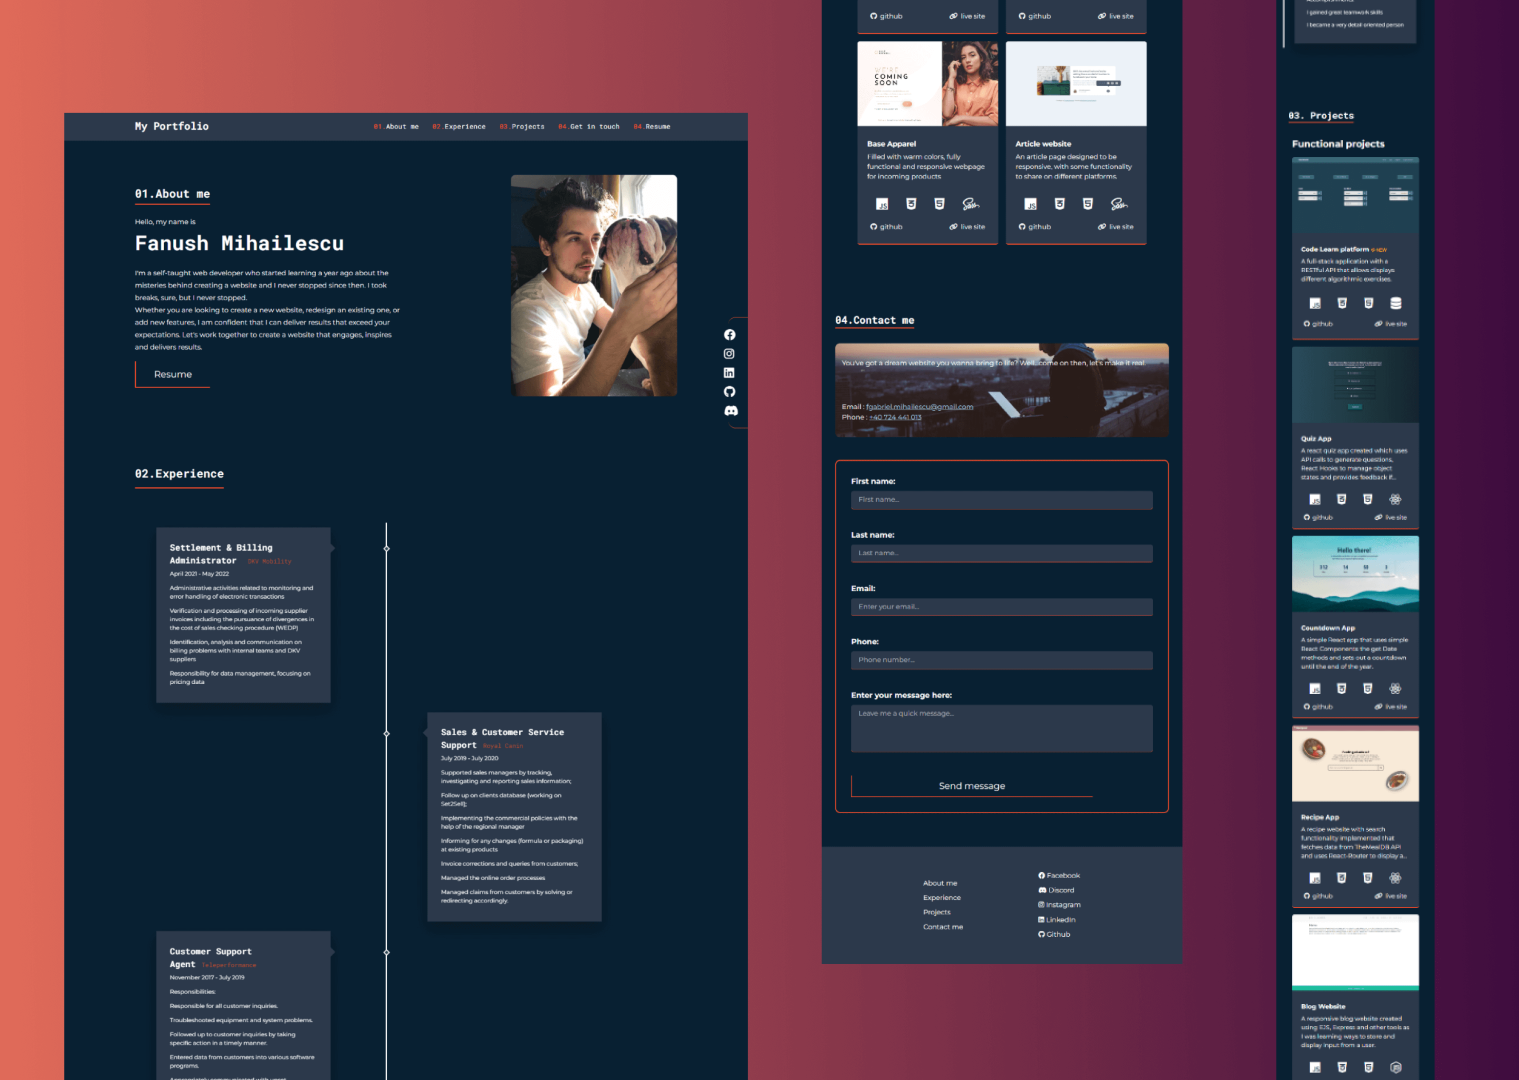 My Portfolio
01.About me
02.Experience
03.Projects
04.Get in touch
04.Resume
01.About me
Hello, my name is
Fanush Mihailescu
I'm a self-taught web developer who started learning a year ago about the
misteries behind creating a website and I never stopped since then. I took
breaks, sure, but I never stopped.
Whether you are looking to create a new website, redesign an existing one, or
add new features, I am confident that I can deliver results that exceed your
expectations. Let's work together to create a website that engages, inspires
and delivers results.
Resume
02.Experience
Settlement & Billing
Administrator DKV Mobility
April 2021 - May 2022
Administrative activities related to monitoring and
error handling of electronic transactions
Verification and processing of incoming supplier
invoices including the pursuance of divergences in
the cost of sales checking procedure (WEDP)
Identification, analysis and communication on
billing problems with internal teams and DKV
suppliers
Responsibility for data management, focusing on
pricing data
Sales & Customer Service
Support Royal Canin
July 2019 - July 2020
Supported sales managers by tracking,
investigating and reporting sales information;
Follow up on clients database (working on
Set2Sell);
Implementing the commercial policies with the
help of the regional manager
Informing for any changes (formula or packaging)
at existing products
Invoice corrections and queries from customers;
Managed the online order processes
Managed claims from customers by solving or
redirecting accordingly.
Customer Support
Agent Teleperformance
November 2017 - July 2019
Responsibilities:
Responsible for all customer inquiries.
Troubleshooted equipment and system problems.
Followed up to customer inquiries by taking
specific action in a timely manner.
Entered data from customers into various software
programs.
github
live site
github
live site
COMING
SOON
Base Apparel
Filled with warm colors, fully
functional and responsive webpage
for incoming products
JS
github
live site
Article website
An article page designed to be
responsive, with some functionality
to share on different platforms.
JS
github
live site
04.Contact me
You've got a dream website you wanna bring to life? Well, come on then, let's make it real.
Email : fgabriel.mihailescu@gmail.com
Phone : +40 724 441 013
First name:
First name...
Last name:
Last name...
Email:
Enter your email...
Phone:
Phone number...
Enter your message here:
Leave me a quick message...
Send message
About me
Experience
Projects
Contact me
Facebook
Discord
Instagram
LinkedIn
Github
I gained great teamwork skills
I became a very detail oriented person
03. Projects
Functional projects
Code Learn platform
A full-stack application with a
RESTful API that allows displays
different algorithmic exercises.
JS
github
live site
Quiz App
A react quiz app created which uses
API calls to generate questions,
React Hooks to manage object
states and provides feedback if...
JS
github
live site
Hello there!
Countdown App
A simple React app that uses simple
React Components the get Date
methods and sets out a countdown
until the end of the year.
JS
github
live site
Recipe App
A recipe website with search
functionality implemented that
fetches data from TheMealDB API
and uses React-Router to display a...
JS
github
live site
Blog Website
A responsive blog website created
using EJS, Express and other tools as
I was learning ways to store and
display input from a user.
JS